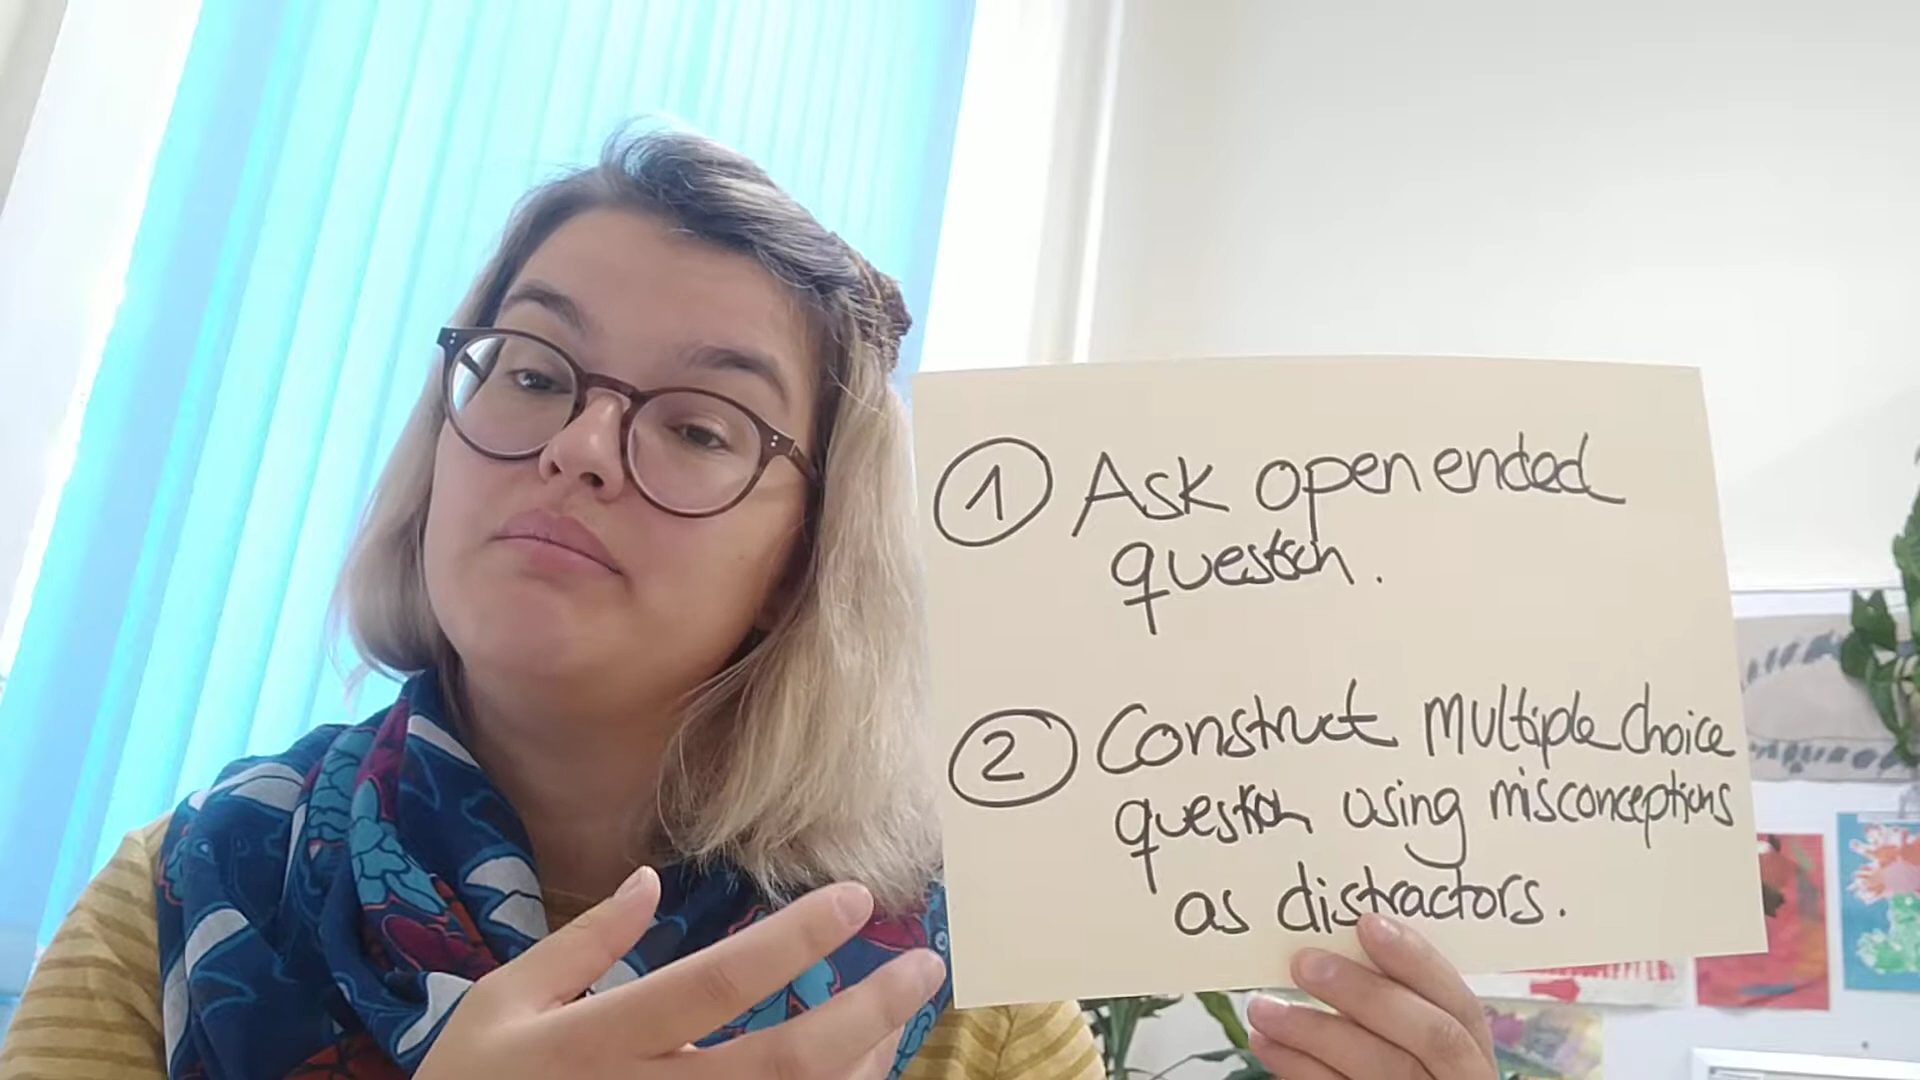 ① Ask open ended
question.
② Construct multiple choice
question using misconceptions
as distractors.